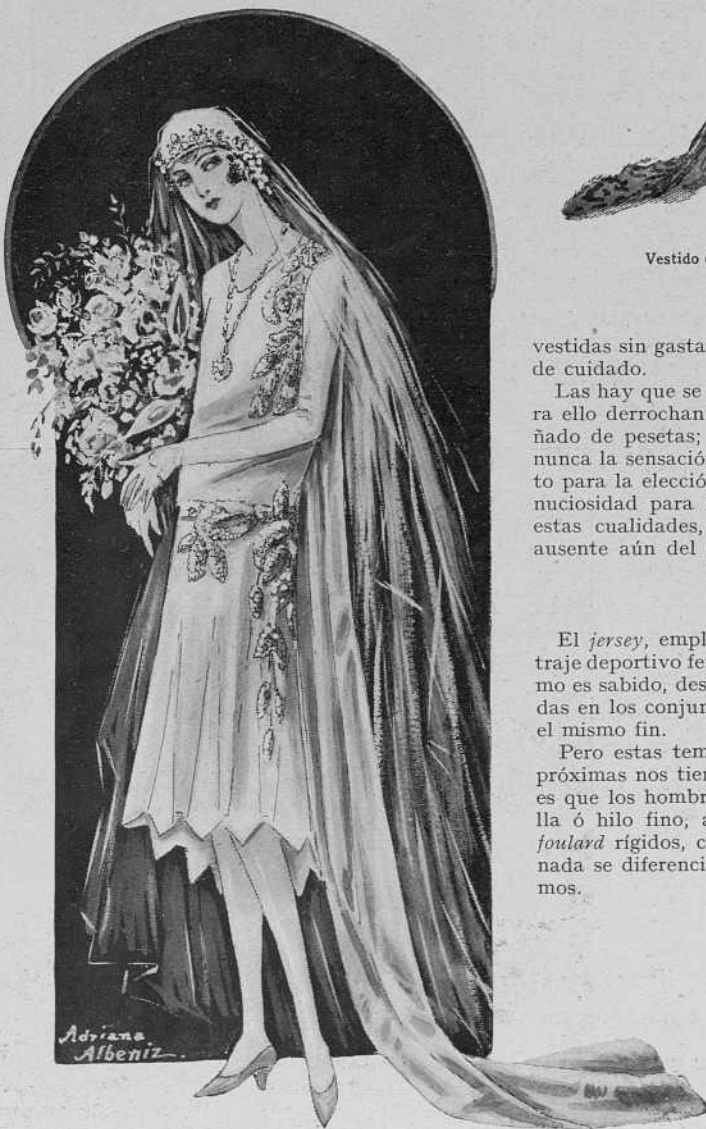 Vestido
vestidas sin gasta
de cuidado.
Las hay que se
ra ello derrochan
ñado de pesetas;
nunca la sensació
to para la elección
nuciosidad para
estas cualidades,
ausente aún del
El jersey, empl
traje deportivo fe
mo es sabido, des
das en los conjun
el mismo fin.
Pero estas tem
próximas nos tien
es que los hombr
lla ó hilo fino, a
foulard rígidos, c
nada se diferenci
mos.
Adriana
Albeniz.